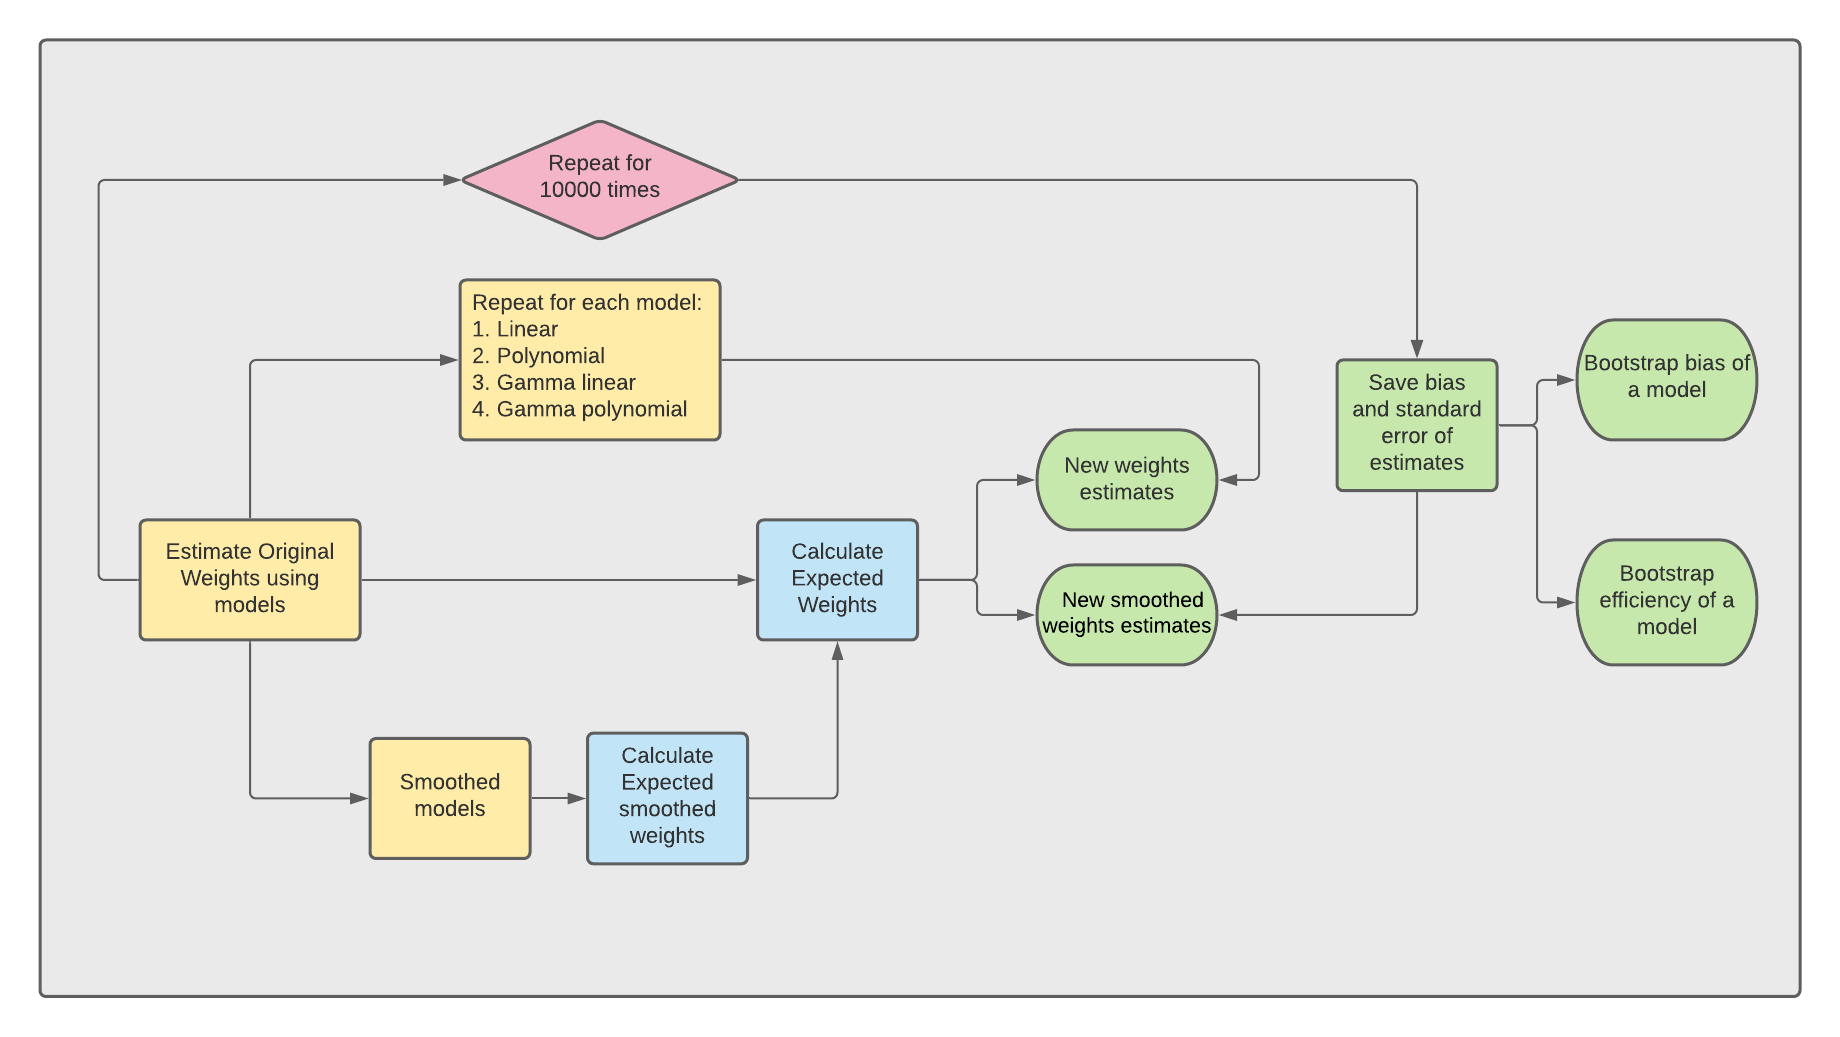 Repeat for
10000 times
Repeat for each model:
1. Linear
2. Polynomial
3. Gamma linear
4. Gamma polynomial
Save bias
and standard
error of
estimates
Bootstrap bias of
a model
New weights
estimates
Estimate Original
Weights using
models
Calculate
Expected
Weights
New smoothed
weights estimates
Bootstrap
efficiency of a
model
Smoothed
models
Calculate
Expected
smoothed
weights